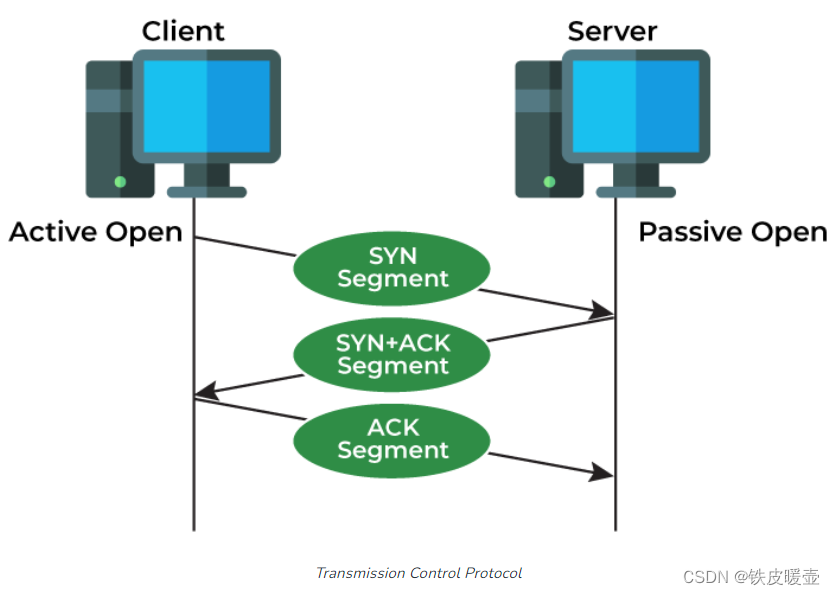 Client
Server
Active Open
Passive Open
SYN
Segment
SYN+ACK
Segment
ACK
Segment
Transmission Control Protocol
CSDN @铁皮暖壶